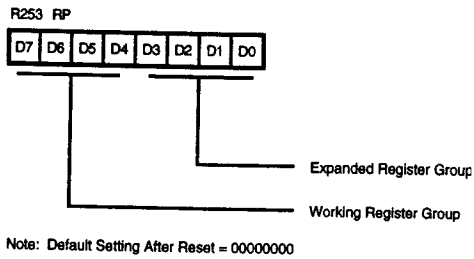 R253 RP
D7 D6 D5 D4 D3 D2 D1 D0
Expanded Register Group
Working Register Group
Note: Default Setting After Reset = 00000000